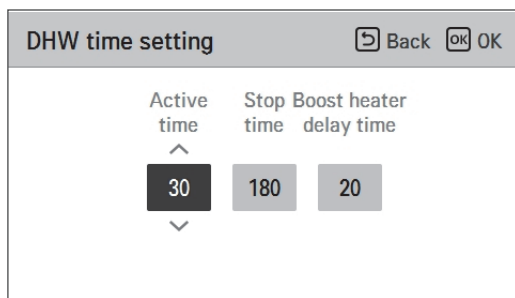 DHW time setting
Back OK OK
Active time
Stop time
Boost heater delay time
30 180 20